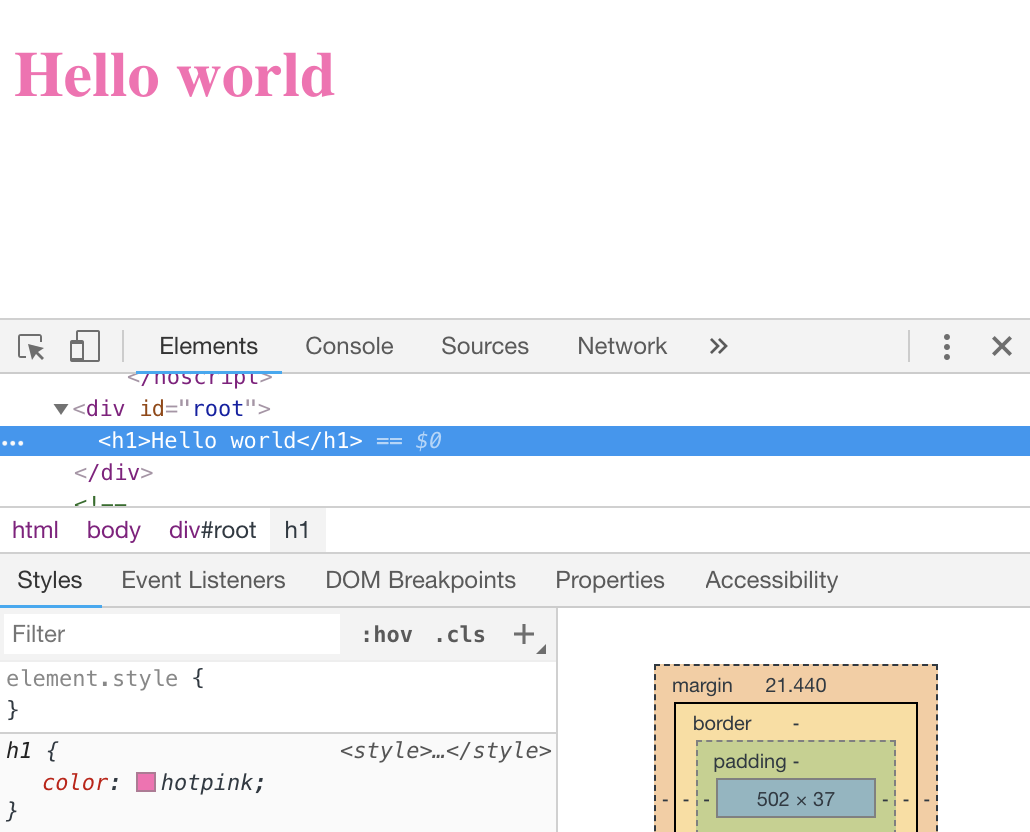 Hello world
Elements Console Sources Network »
</noscript>
▼<div id="root">
… <h1>Hello world</h1> == $0
</div>
<!--
html body div#root h1
Styles Event Listeners DOM Breakpoints Properties Accessibility
Filter :hov .cls +
element.style {
}
h1 { <style>…</style>
color: hotpink;
}
margin 21.440
border -
padding -
- - - 502 × 37 - - -